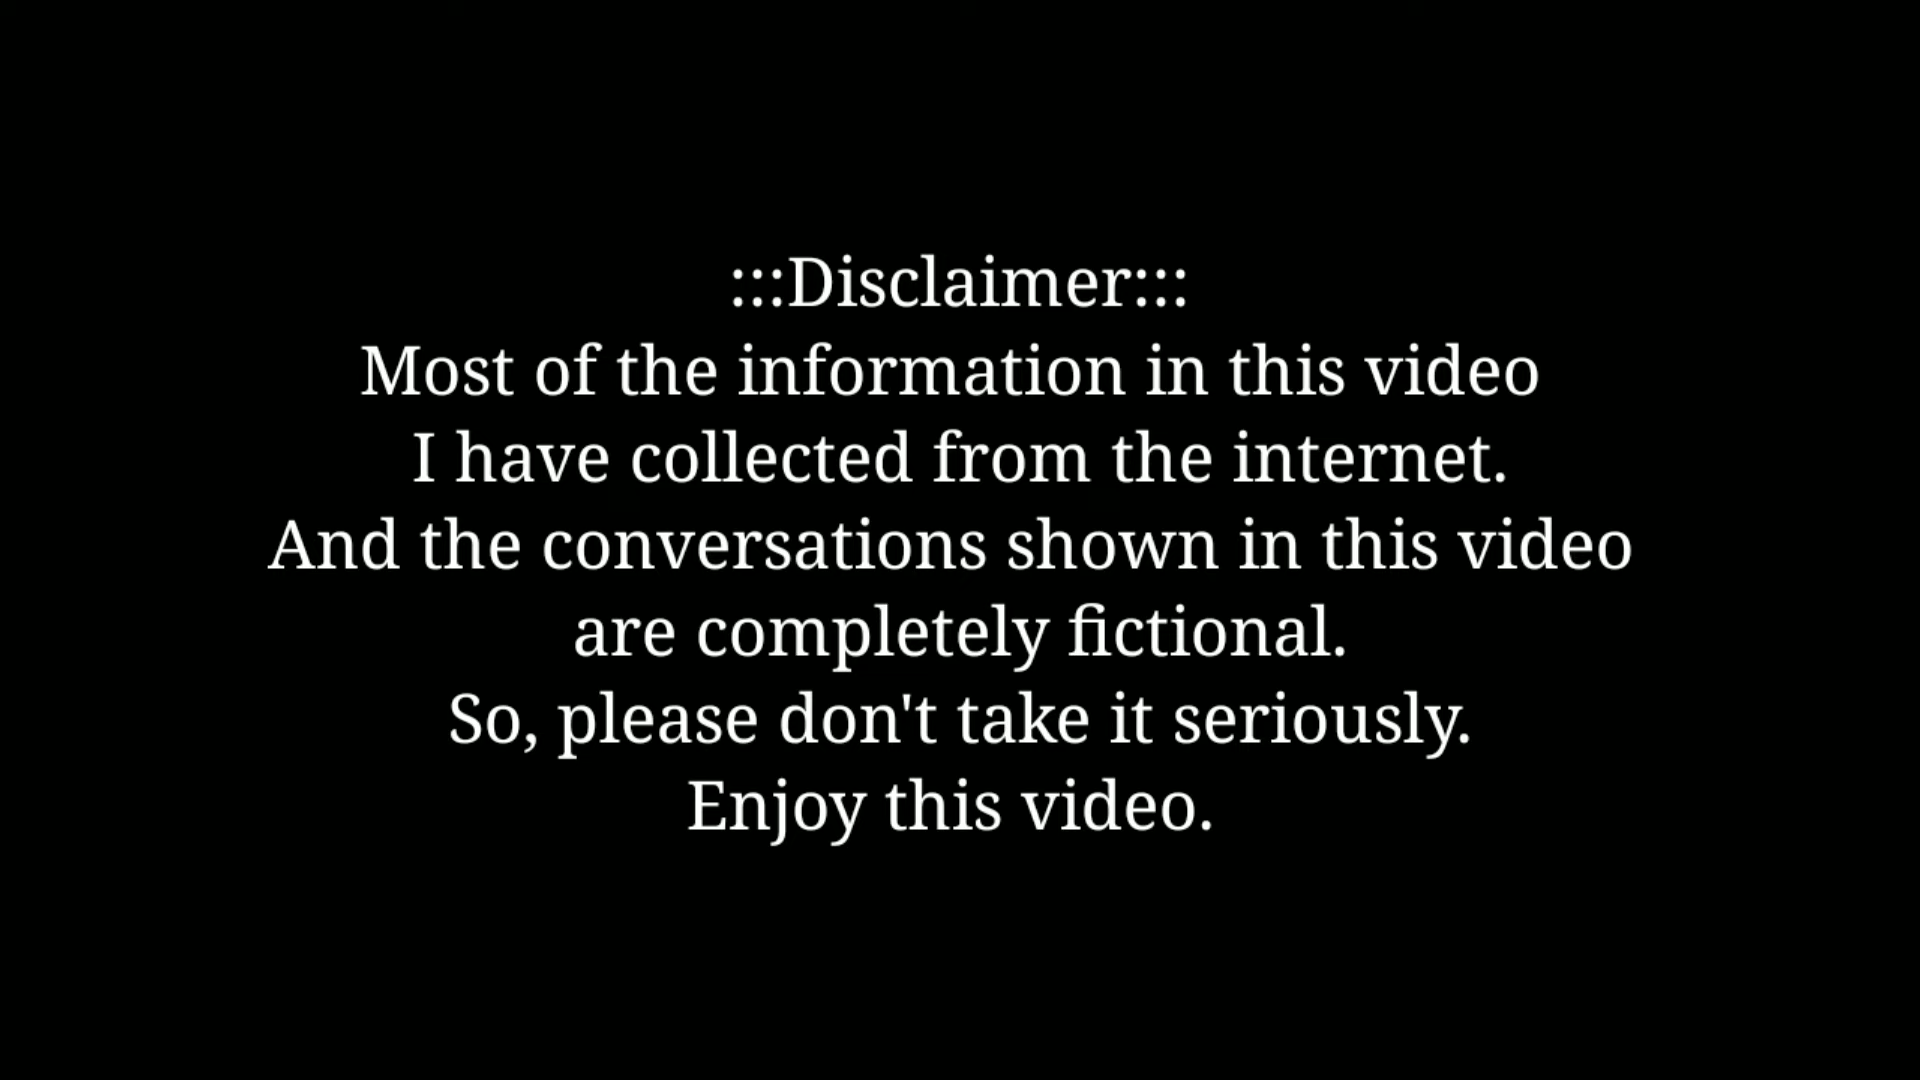 :::Disclaimer:::
Most of the information in this video
I have collected from the internet.
And the conversations shown in this video
are completely fictional.
So, please don't take it seriously.
Enjoy this video.